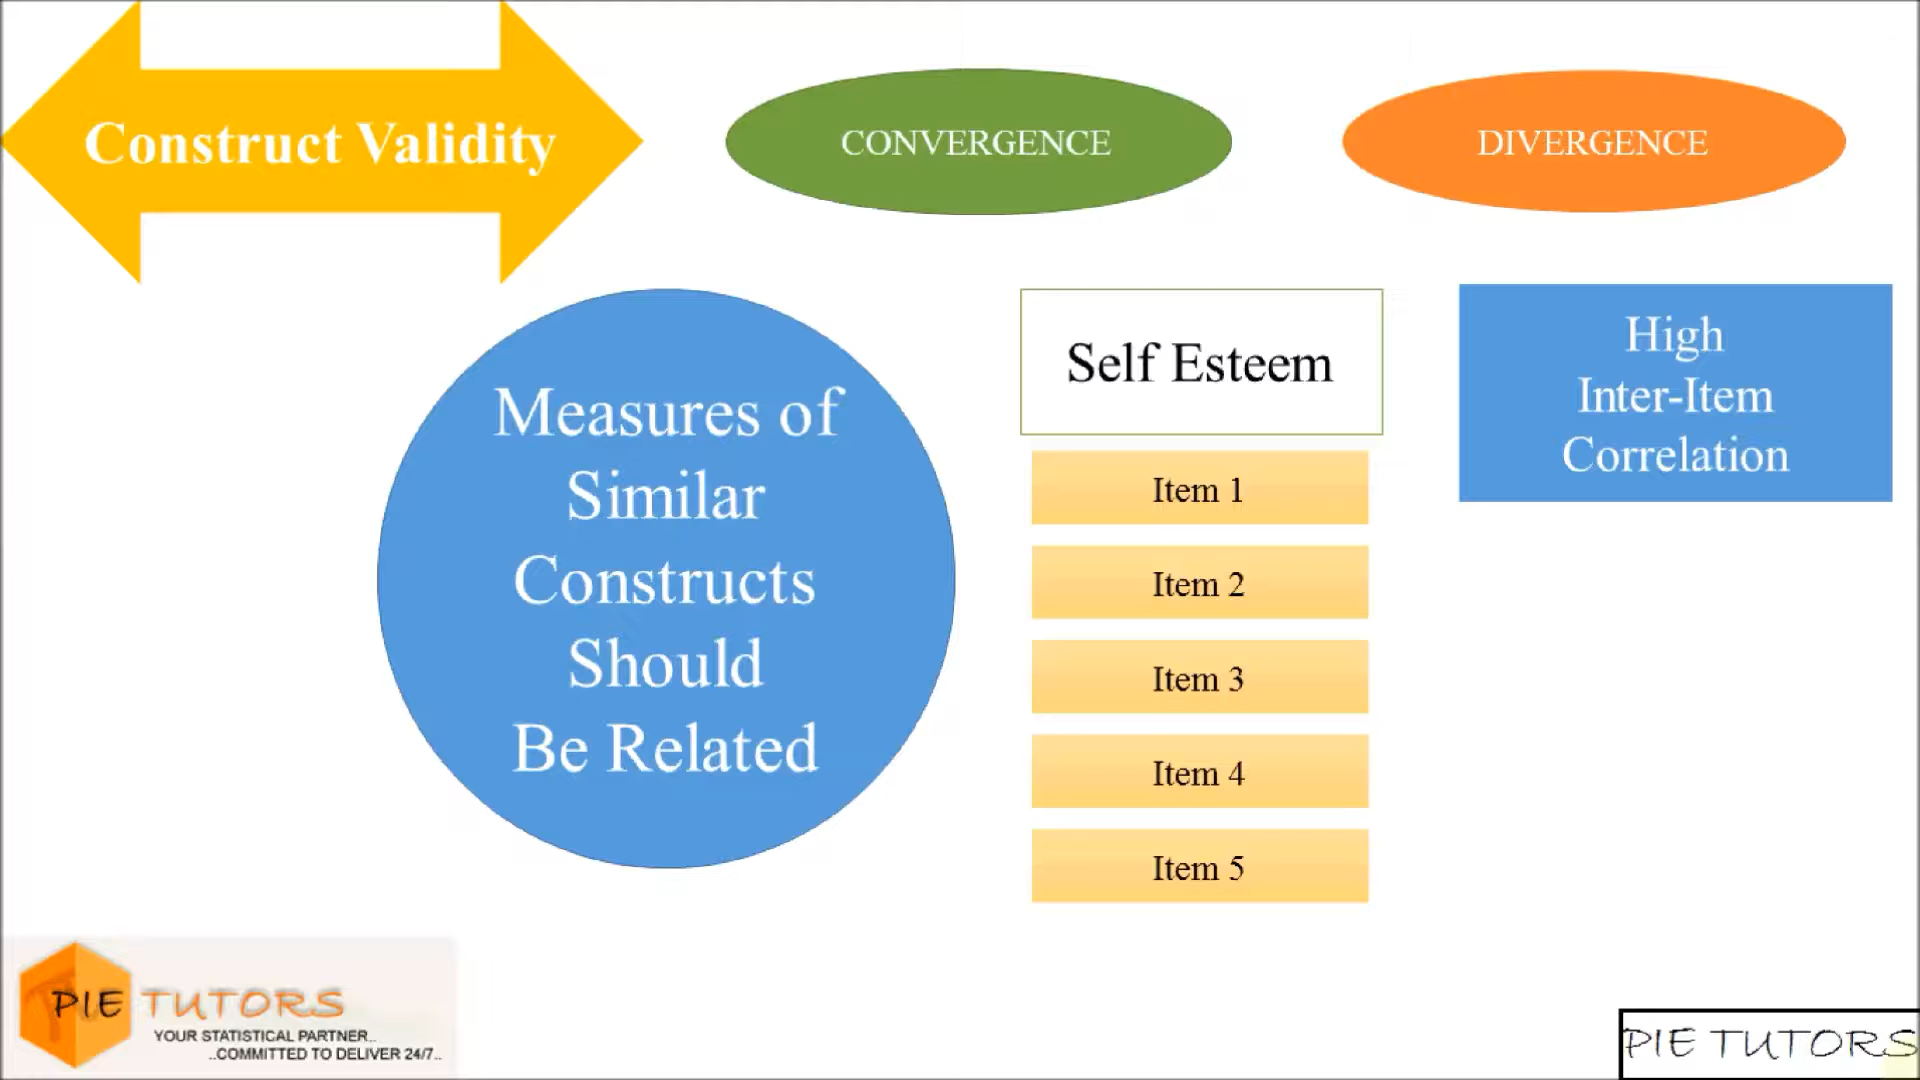 Construct Validity
CONVERGENCE
DIVERGENCE
Measures of
Similar
Constructs
Should
Be Related
Self Esteem
Item 1
Item 2
Item 3
Item 4
Item 5
High
Inter-Item
Correlation
PIE TUTORS
YOUR STATISTICAL PARTNER..
..COMMITTED TO DELIVER 24/7..
PIE TUTORS